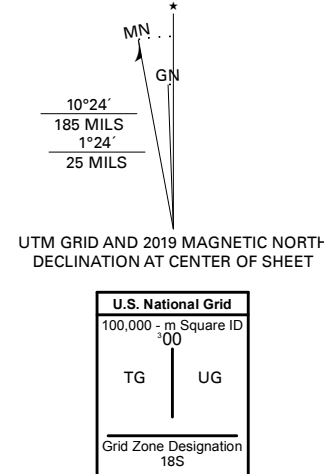 ★
MN
GN
10°24´
185 MILS
1°24´
25 MILS
UTM GRID AND 2019 MAGNETIC NORTH
DECLINATION AT CENTER OF SHEET
U.S. National Grid
100,000 - m Square ID
³00
TG UG
Grid Zone Designation
18S